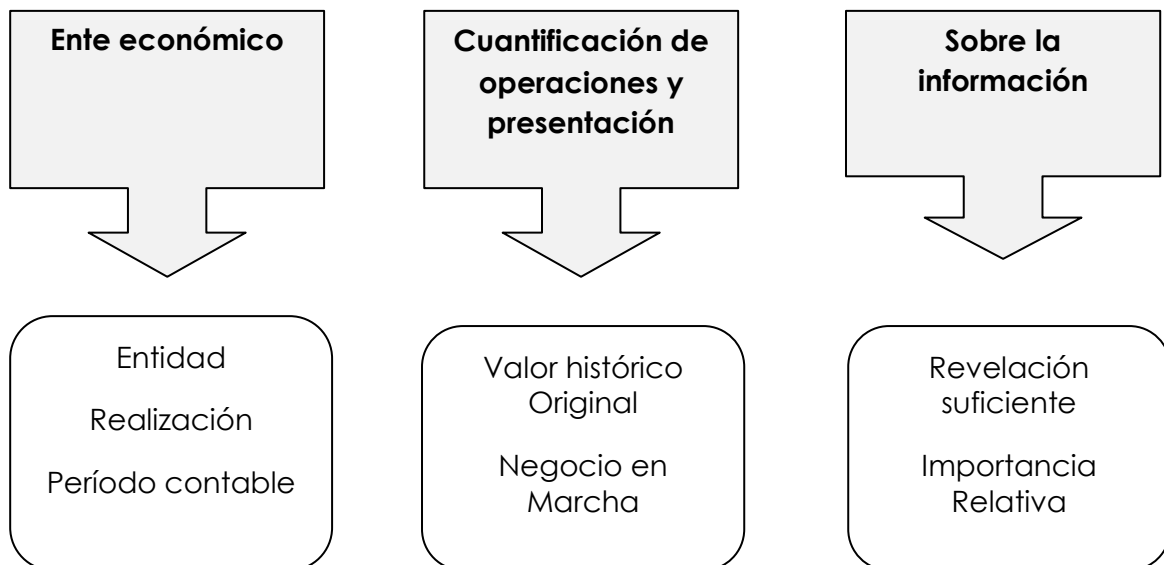 Ente económico
Cuantificación de
operaciones y
presentación
Sobre la
información
Entidad
Realización
Período contable
Valor histórico
Original
Negocio en
Marcha
Revelación
suficiente
Importancia
Relativa